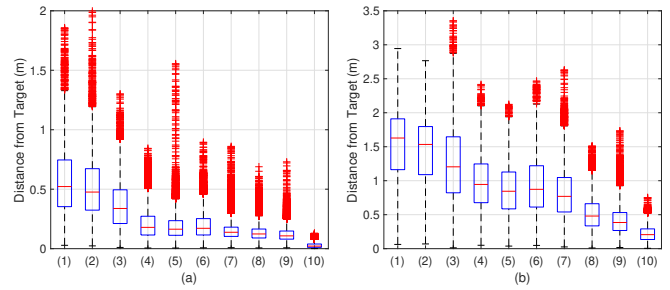 2
1.5
1
0.5
0
Distance from Target (m)
(1) (2) (3) (4) (5) (6) (7) (8) (9) (10)
(a)
3.5
3
2.5
2
1.5
1
0.5
0
Distance from Target (m)
(1) (2) (3) (4) (5) (6) (7) (8) (9) (10)
(b)